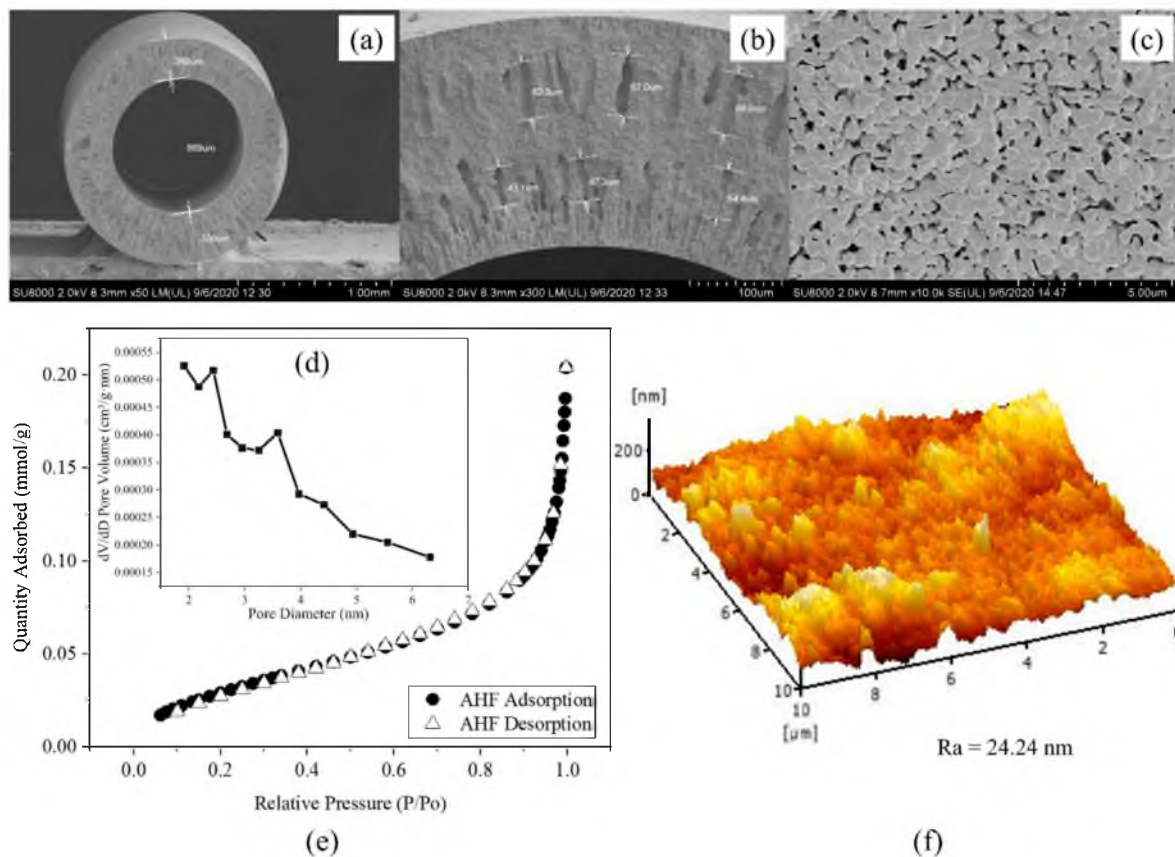 (a)
(b)
(c)
SU8000 2.0kV 8.3mm x50 LM(UL) 9/6/2020 12:30 1.00mm
SU8000 2.0kV 8.3mm x300 LM(UL) 9/6/2020 12:33 100um
SU8000 2.0kV 8.7mm x10.0k SE(UL) 9/6/2020 14:47 5.00um
(d)
dV/dD Pore Volume (cm³/g·nm)
0.00055
0.00050
0.00045
0.00040
0.00035
0.00030
0.00025
0.00020
0.00015
2 3 4 5 6 7
Pore Diameter (nm)
Quantity Adsorbed (mmol/g)
0.20
0.15
0.10
0.05
0.00
AHF Adsorption
AHF Desorption
0.0 0.2 0.4 0.6 0.8 1.0
Relative Pressure (P/Po)
(e)
[nm]
200
0
2
4
6
8
10
10 8 6 4 2
[µm]
Ra = 24.24 nm
(f)